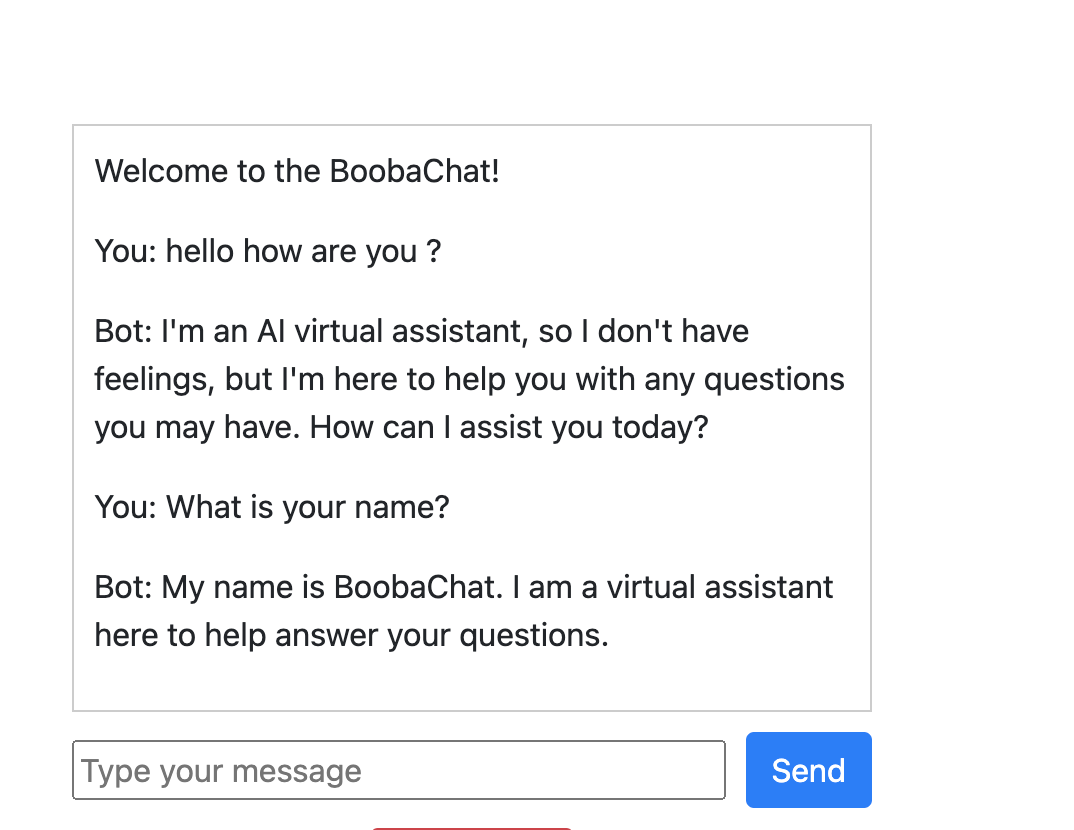 Welcome to the BoobaChat!
You: hello how are you ?
Bot: I'm an AI virtual assistant, so I don't have
feelings, but I'm here to help you with any questions
you may have. How can I assist you today?
You: What is your name?
Bot: My name is BoobaChat. I am a virtual assistant
here to help answer your questions.
Type your message
Send